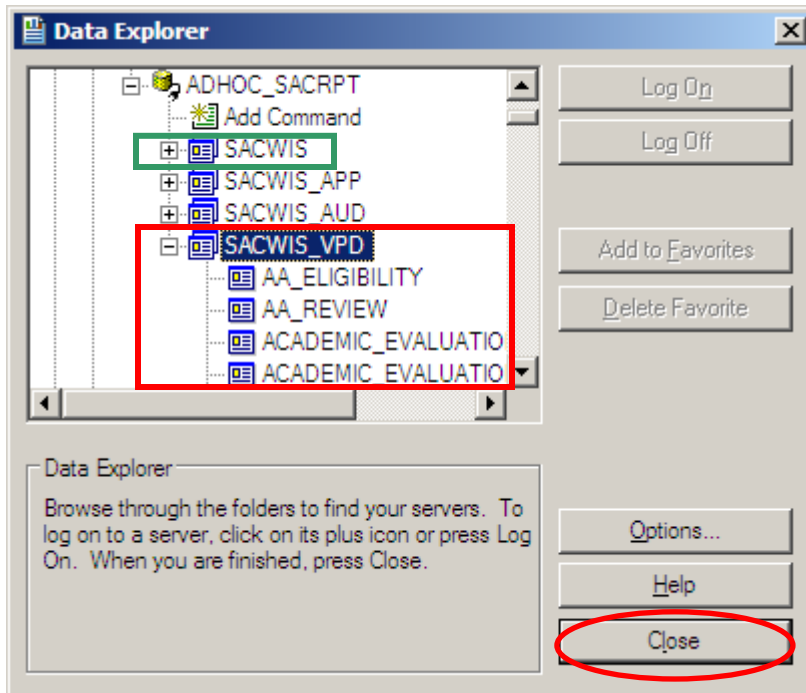 Data Explorer
ADHOC_SACRPT
Add Command
SACWIS
SACWIS_APP
SACWIS_AUD
SACWIS_VPD
AA_ELIGIBILITY
AA_REVIEW
ACADEMIC_EVALUATIO
ACADEMIC_EVALUATIO
Log On
Log Off
Add to Favorites
Delete Favorite
Data Explorer
Browse through the folders to find your servers. To
log on to a server, click on its plus icon or press Log
On. When you are finished, press Close.
Options...
Help
Close